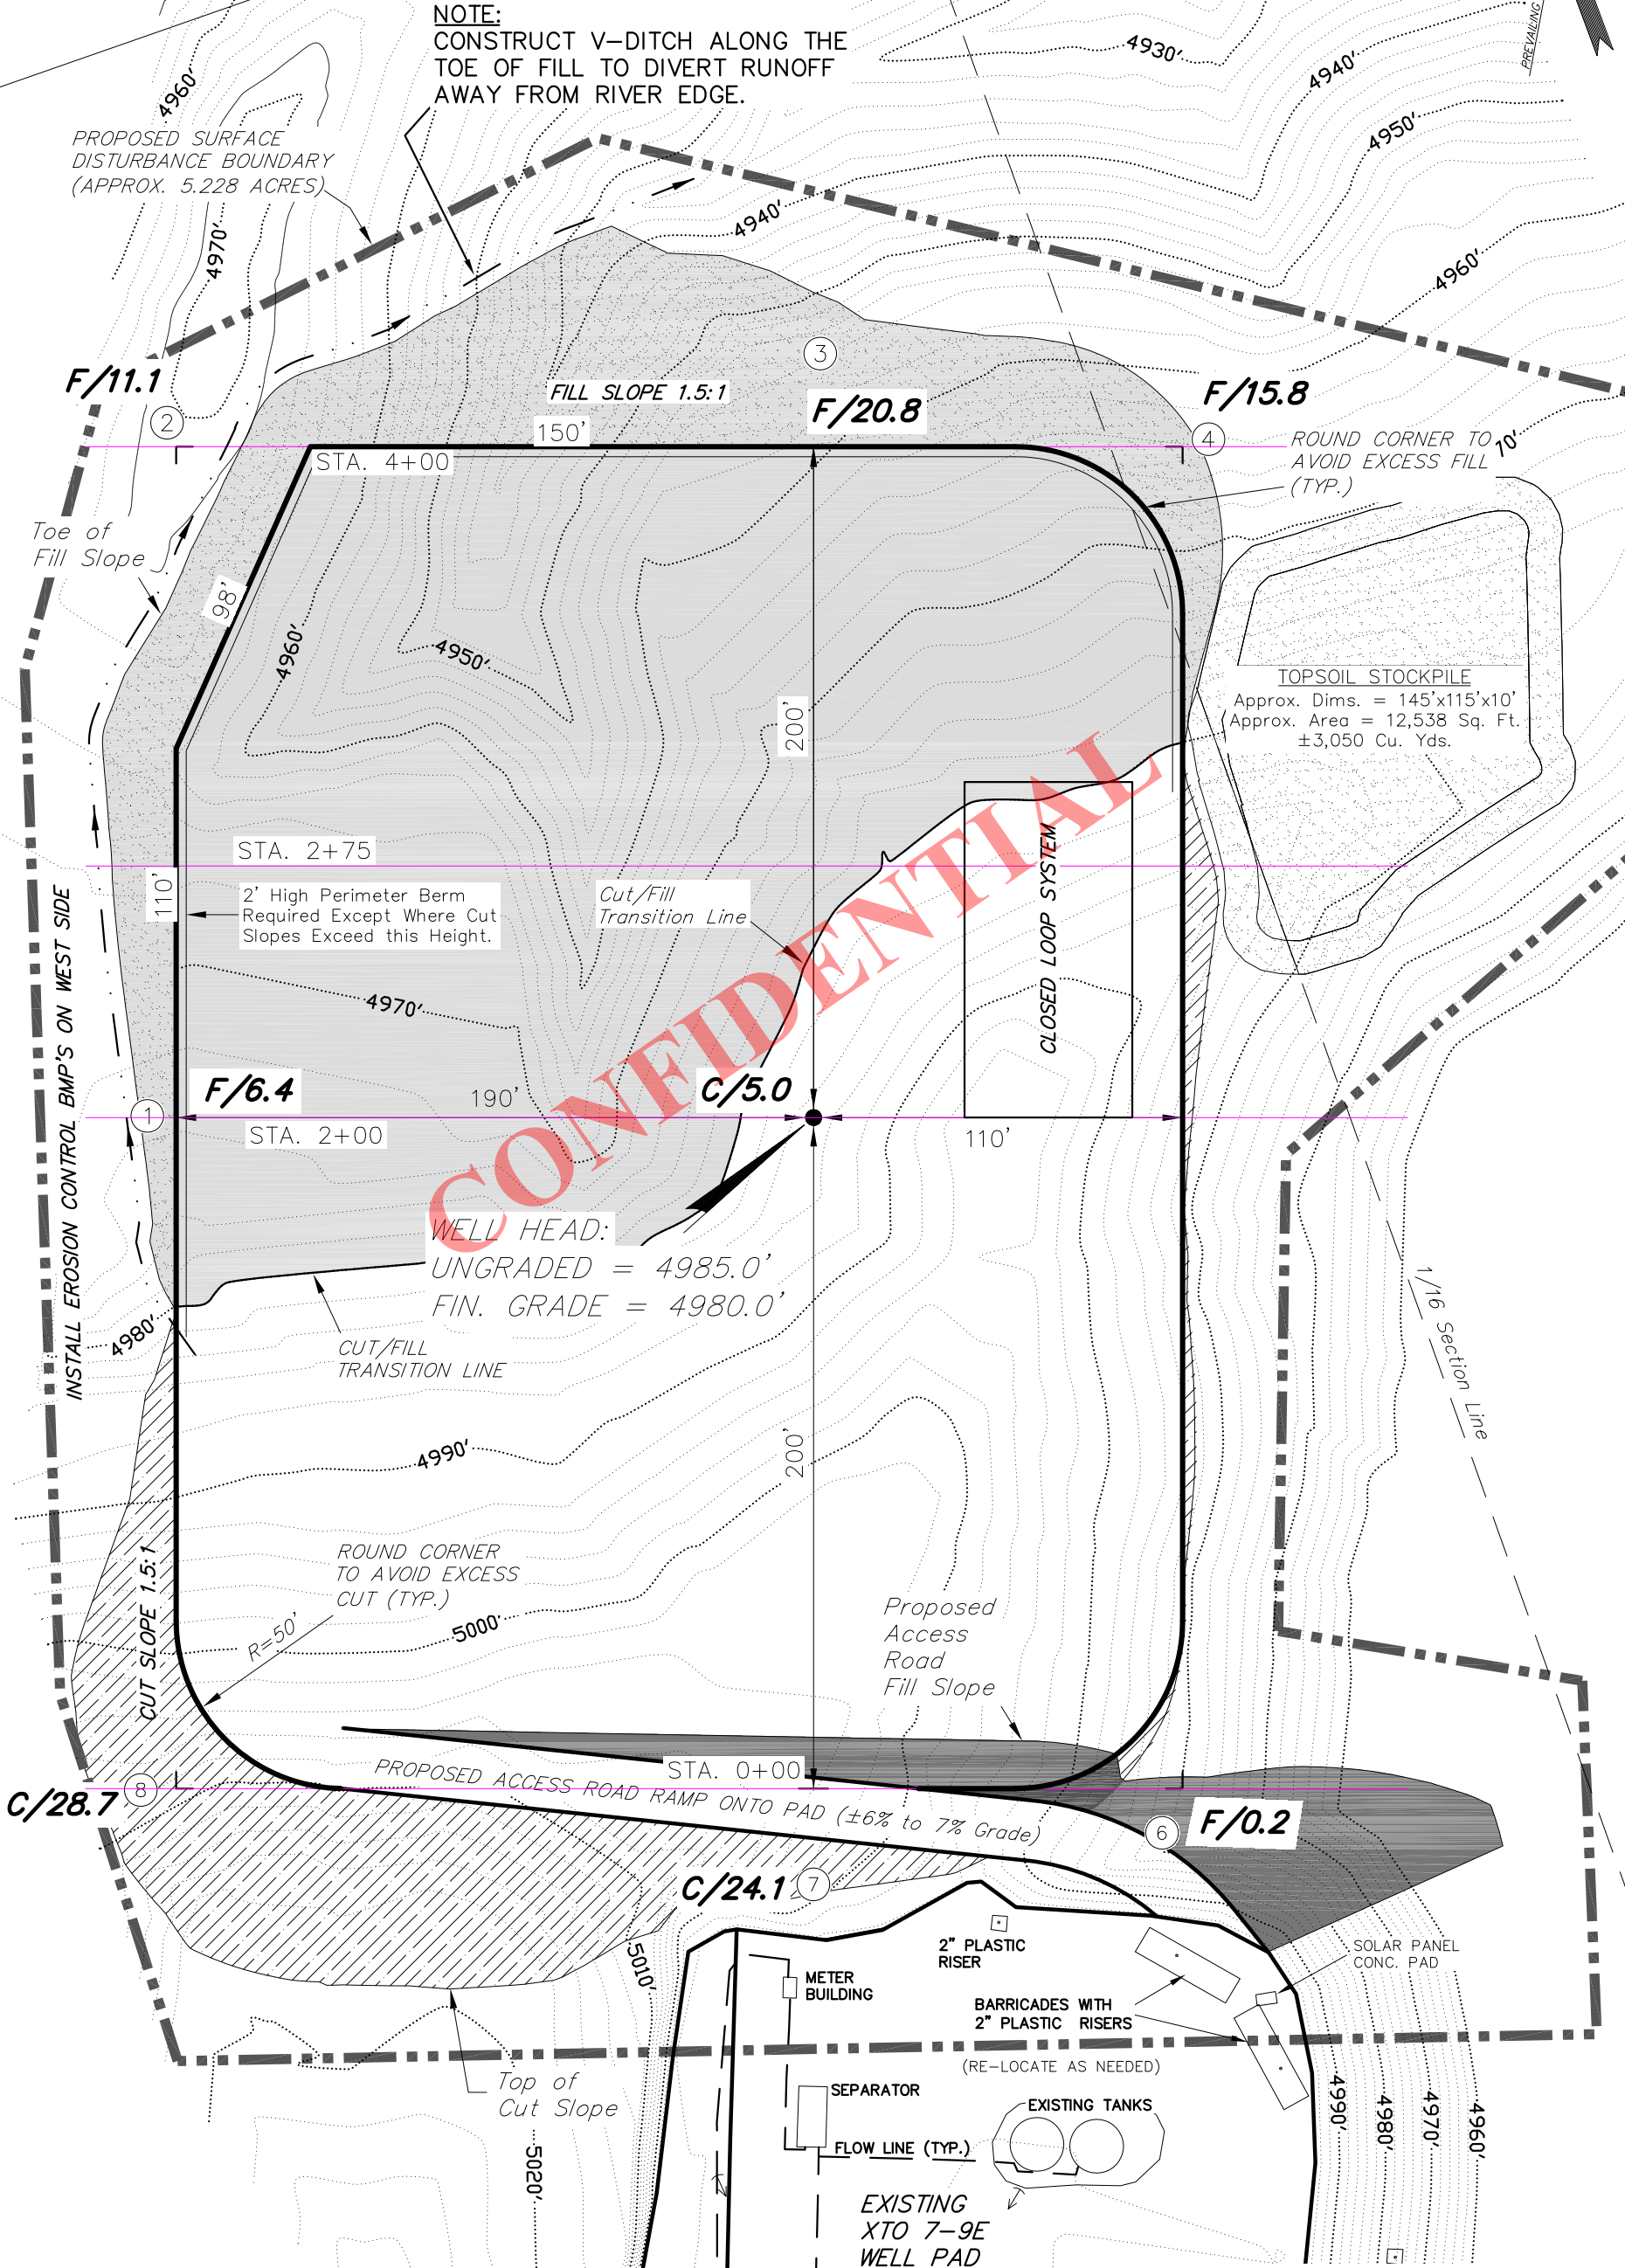 NOTE:
CONSTRUCT V-DITCH ALONG THE
TOE OF FILL TO DIVERT RUNOFF
AWAY FROM RIVER EDGE.
PREVAILING
4930'
4940'
4950'
4960'
4960'
PROPOSED SURFACE
DISTURBANCE BOUNDARY
(APPROX. 5.228 ACRES)
4970'
4940'
F/11.1
2
3
FILL SLOPE 1.5:1
F/20.8
F/15.8
150'
4
STA. 4+00
ROUND CORNER TO
AVOID EXCESS FILL
(TYP.)
70'
Toe of
Fill Slope
98'
4960'
4950'
200'
TOPSOIL STOCKPILE
Approx. Dims. = 145'x115'x10'
Approx. Area = 12,538 Sq. Ft.
±3,050 Cu. Yds.
STA. 2+75
110'
2' High Perimeter Berm
Required Except Where Cut
Slopes Exceed this Height.
Cut/Fill
Transition Line
CLOSED LOOP SYSTEM
CONFIDENTIAL
INSTALL EROSION CONTROL BMP'S ON WEST SIDE
4970'
F/6.4
190'
C/5.0
1
STA. 2+00
110'
WELL HEAD:
UNGRADED = 4985.0'
FIN. GRADE = 4980.0'
4980'
CUT/FILL
TRANSITION LINE
1/16 Section Line
4990'
200'
CUT SLOPE 1.5:1
ROUND CORNER
TO AVOID EXCESS
CUT (TYP.)
R=50'
5000'
Proposed
Access
Road
Fill Slope
STA. 0+00
PROPOSED ACCESS ROAD RAMP ONTO PAD (±6% to 7% Grade)
C/28.7
8
6
F/0.2
C/24.1
7
5010'
2" PLASTIC
RISER
METER
BUILDING
BARRICADES WITH
2" PLASTIC RISERS
SOLAR PANEL
CONC. PAD
(RE-LOCATE AS NEEDED)
Top of
Cut Slope
SEPARATOR
EXISTING TANKS
FLOW LINE (TYP.)
5020'
4990'
4980'
4970'
4960'
EXISTING
XTO 7-9E
WELL PAD